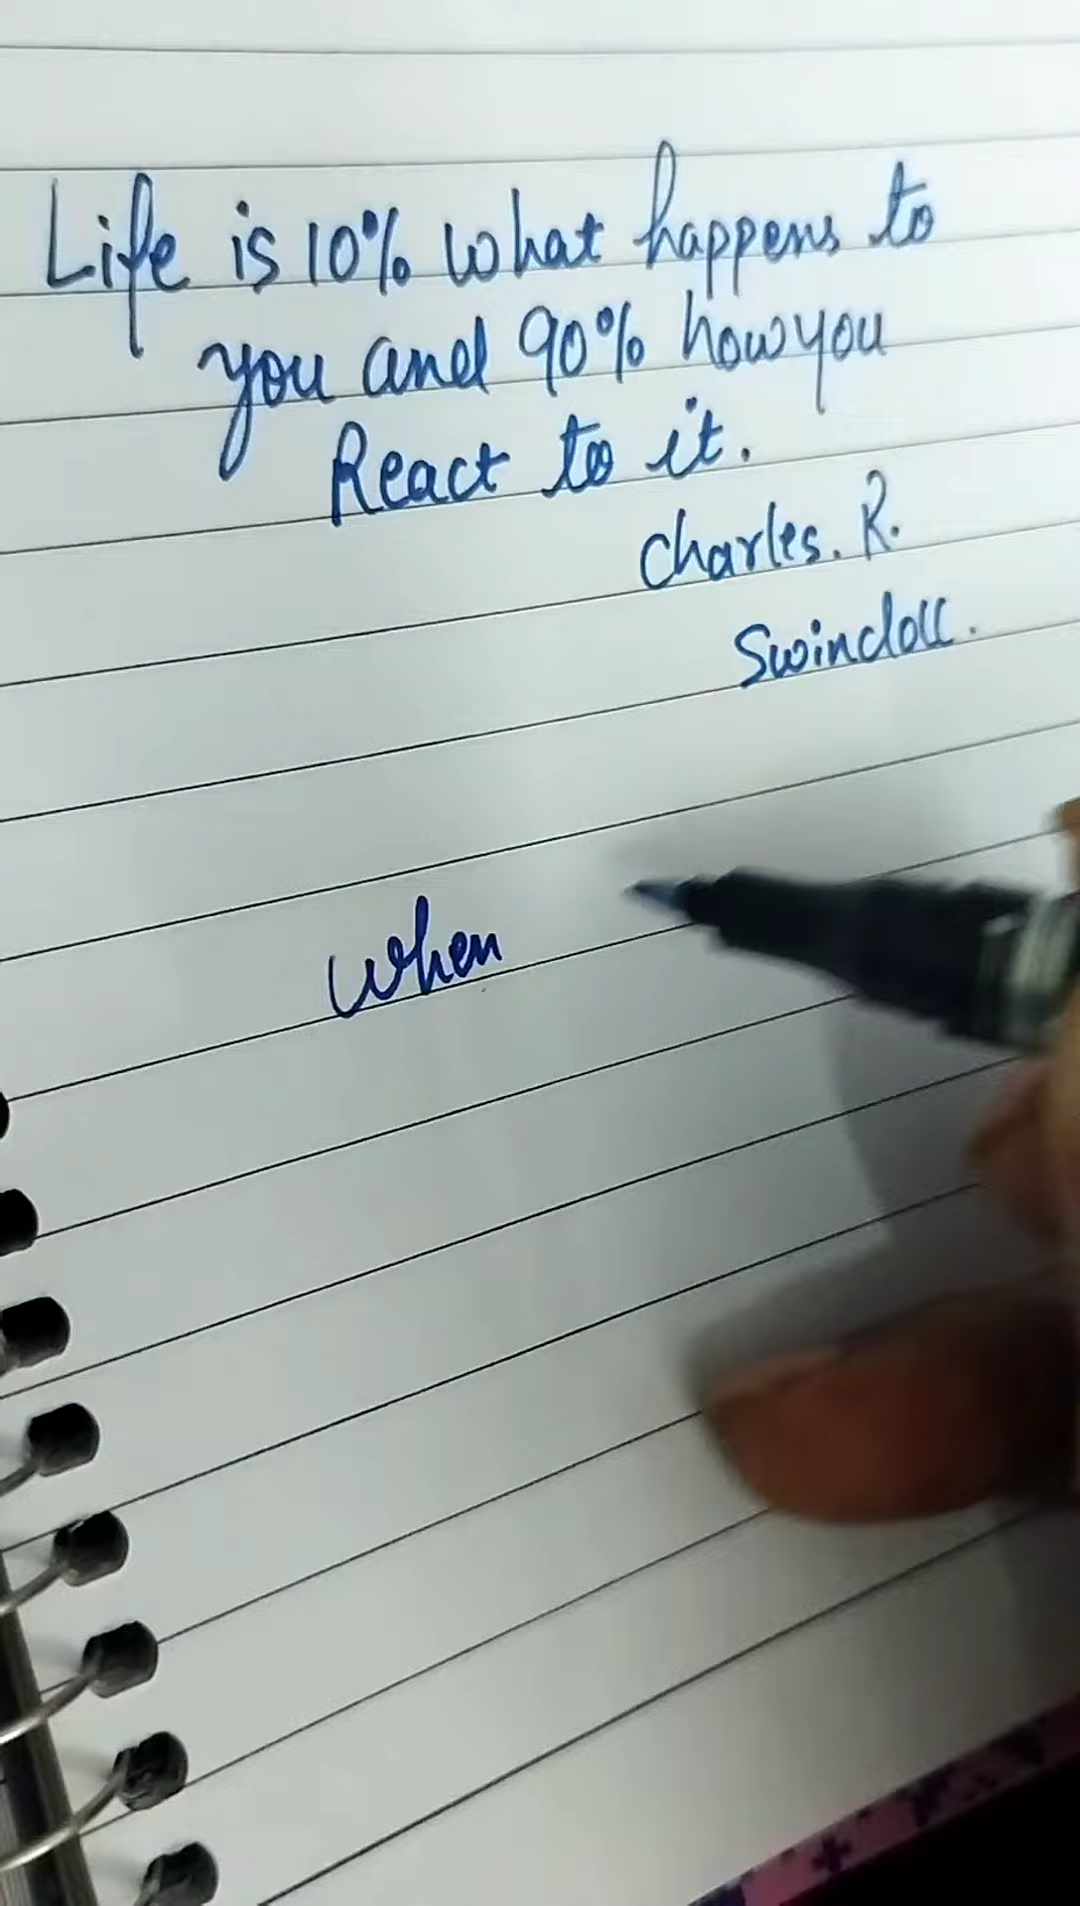 Life is 10% what happens to
you and 90% how you
React to it.
Charles. R.
Swindoll.
When